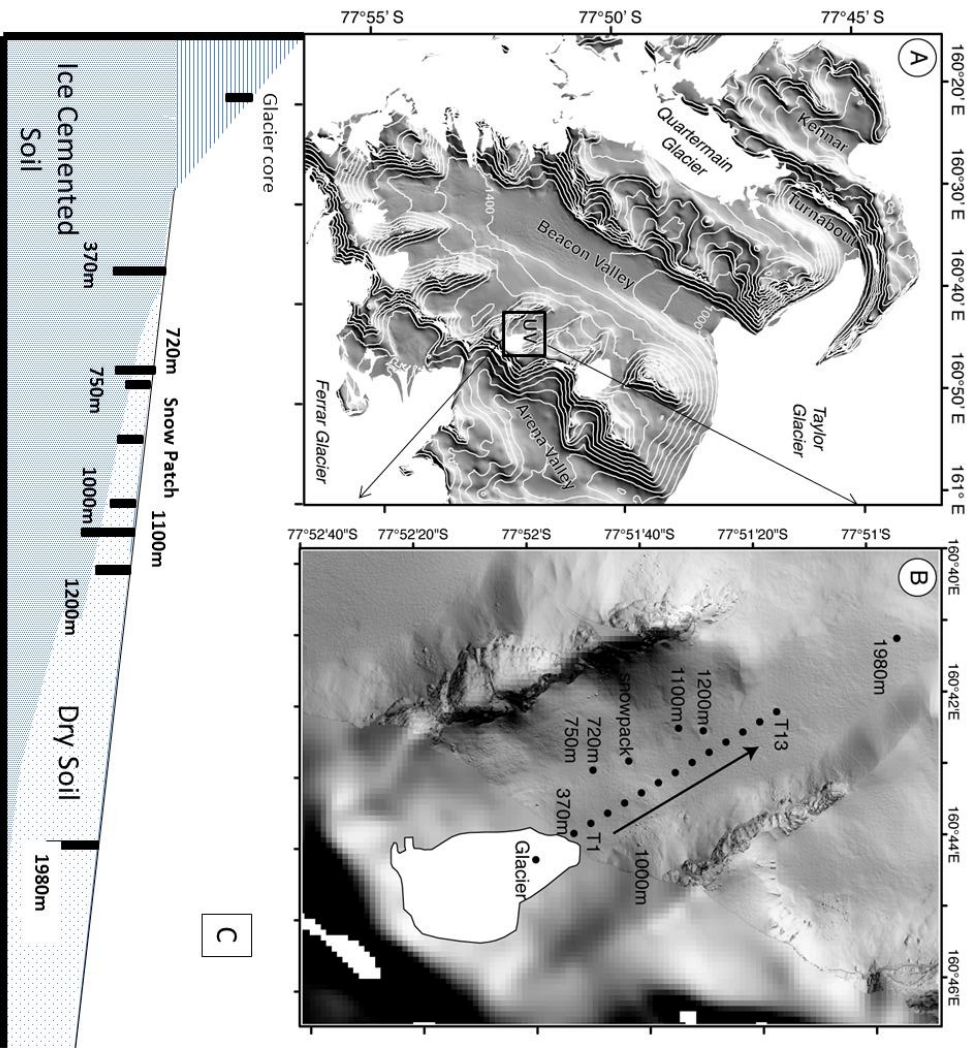 A
77°55' S
77°50' S
77°45' S
160°20' E
160°30' E
160°40' E
160°50' E
161° E
Kennar
Turnabout
Quartermain
Glacier
Beacon Valley
UV
Arena Valley
Taylor
Glacier
Ferrar Glacier
1400
1000
B
77°52'40"S
77°52'20"S
77°52'S
77°51'40"S
77°51'20"S
77°51'S
160°40'E
160°42'E
160°44'E
160°46'E
1980m
T13
1200m
1100m
snowpack
720m
750m
370m
T1
1000m
Glacier
C
Glacier core
Ice Cemented
Soil
370m
720m
750m
Snow Patch
1000m
1100m
1200m
Dry Soil
1980m